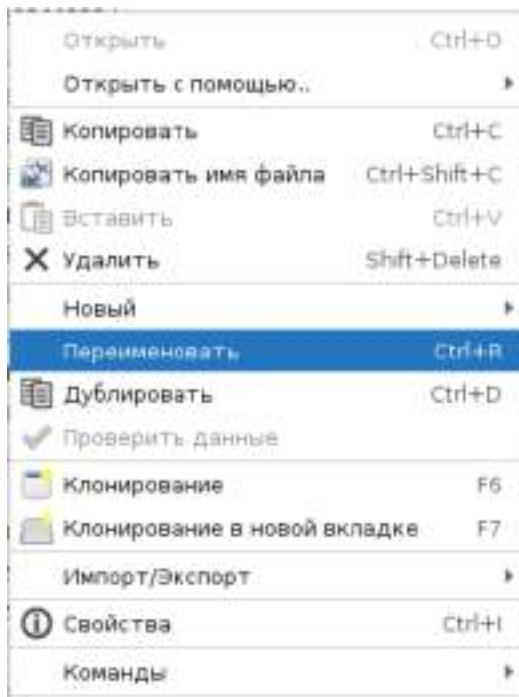 Открыть Ctrl+O
Открыть с помощью..
Копировать Ctrl+C
Копировать имя файла Ctrl+Shift+C
Вставить Ctrl+V
Удалить Shift+Delete
Новый
Переименовать Ctrl+R
Дублировать Ctrl+D
Проверить данные
Клонирование F6
Клонирование в новой вкладке F7
Импорт/Экспорт
Свойства Ctrl+I
Команды